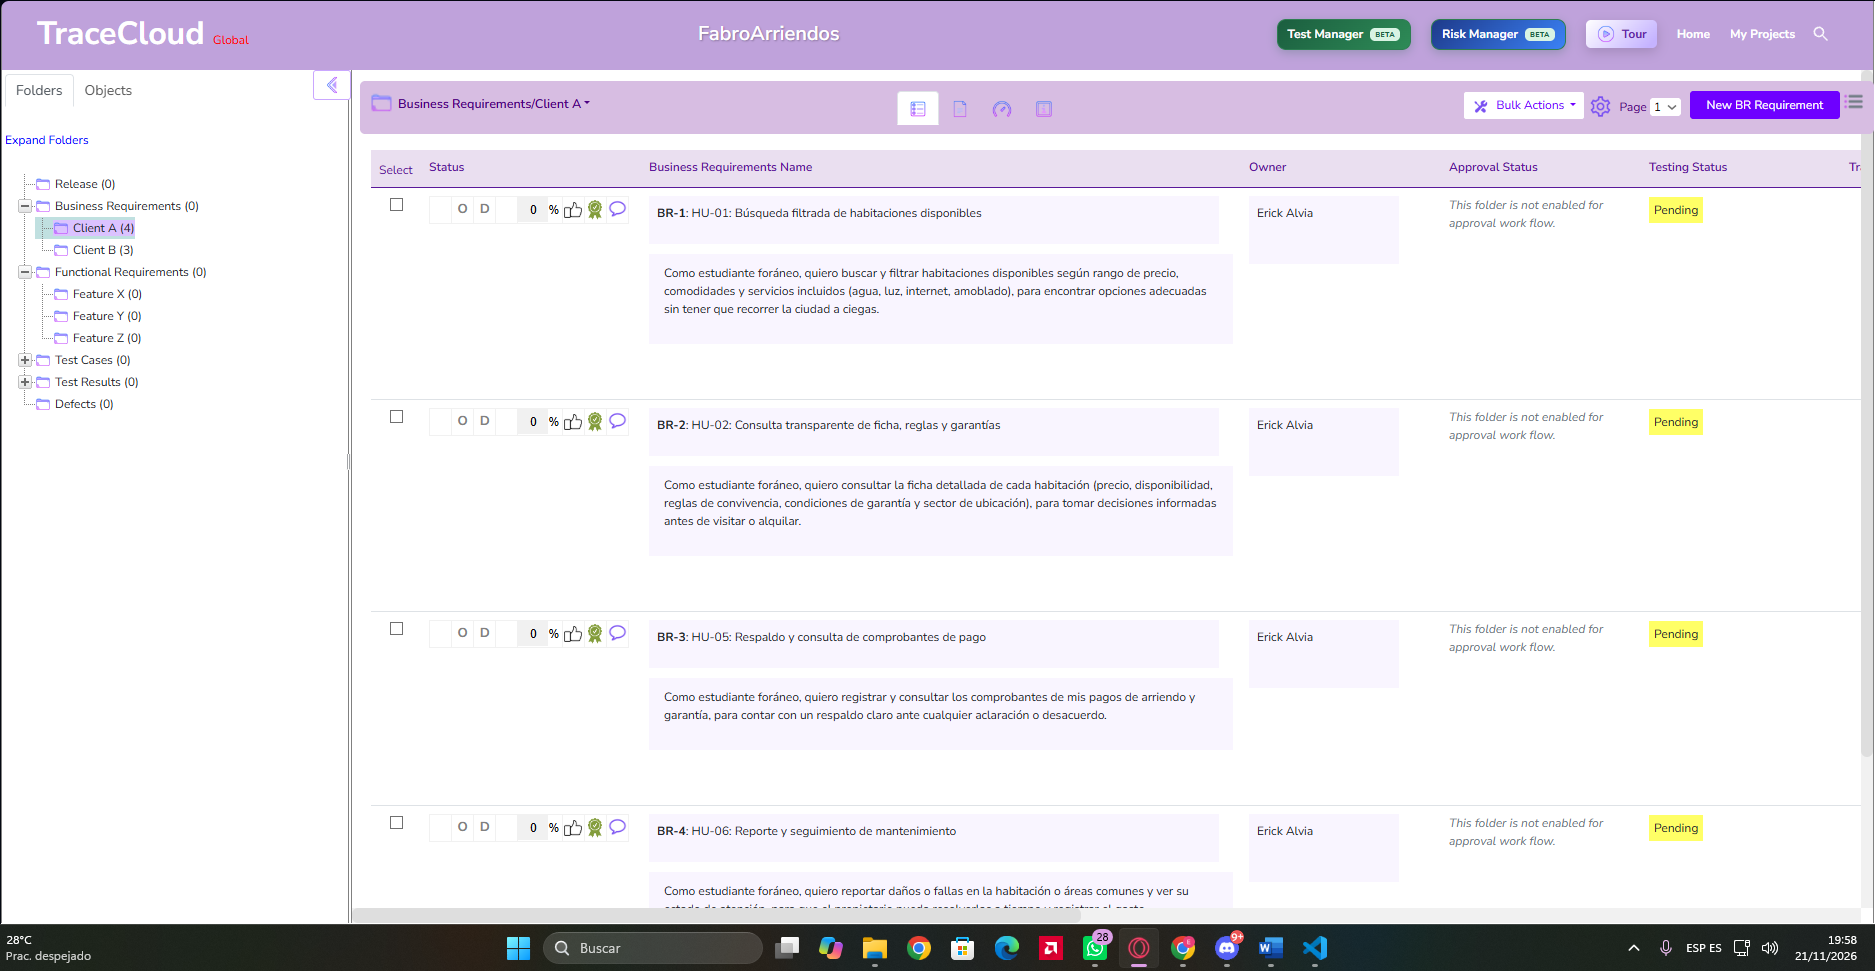 TraceCloud Global
FabroArriendos
Test Manager BETA
Risk Manager BETA
Tour
Home
My Projects
Folders
Objects
Expand Folders
Release (0)
Business Requirements (0)
Client A (4)
Client B (3)
Functional Requirements (0)
Feature X (0)
Feature Y (0)
Feature Z (0)
Test Cases (0)
Test Results (0)
Defects (0)
Business Requirements/Client A
Bulk Actions
Page 1
New BR Requirement
Select
Status
Business Requirements Name
Owner
Approval Status
Testing Status
O D 0 %
BR-1: HU-01: Búsqueda filtrada de habitaciones disponibles
Como estudiante foráneo, quiero buscar y filtrar habitaciones disponibles según rango de precio,
comodidades y servicios incluidos (agua, luz, internet, amoblado), para encontrar opciones adecuadas
sin tener que recorrer la ciudad a ciegas.
Erick Alvia
This folder is not enabled for
approval work flow.
Pending
O D 0 %
BR-2: HU-02: Consulta transparente de ficha, reglas y garantías
Como estudiante foráneo, quiero consultar la ficha detallada de cada habitación (precio, disponibilidad,
reglas de convivencia, condiciones de garantía y sector de ubicación), para tomar decisiones informadas
antes de visitar o alquilar.
Erick Alvia
This folder is not enabled for
approval work flow.
Pending
O D 0 %
BR-3: HU-05: Respaldo y consulta de comprobantes de pago
Como estudiante foráneo, quiero registrar y consultar los comprobantes de mis pagos de arriendo y
garantía, para contar con un respaldo claro ante cualquier aclaración o desacuerdo.
Erick Alvia
This folder is not enabled for
approval work flow.
Pending
O D 0 %
BR-4: HU-06: Reporte y seguimiento de mantenimiento
Como estudiante foráneo, quiero reportar daños o fallas en la habitación o áreas comunes y ver su
Erick Alvia
This folder is not enabled for
approval work flow.
Pending
28°C
Prac. despejado
Buscar
28
9+
ESP ES
19:58
21/11/2026